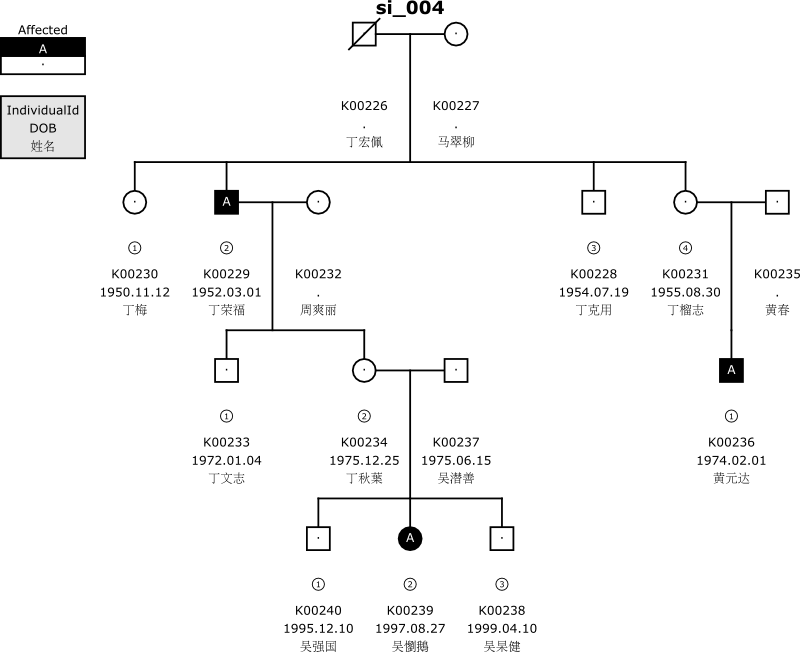 si_004
Affected
A
.
IndividualId
DOB
姓名
K00226
.
丁宏佩
K00227
.
马翠柳
.
A
.
.
.
.
①
K00230
1950.11.12
丁梅
②
K00229
1952.03.01
丁荣福
K00232
.
周爽丽
③
K00228
1954.07.19
丁克用
④
K00231
1955.08.30
丁榴志
K00235
.
黄春
.
.
.
A
①
K00233
1972.01.04
丁文志
②
K00234
1975.12.25
丁秋葉
K00237
1975.06.15
吴潜善
①
K00236
1974.02.01
黄元达
.
A
.
①
K00240
1995.12.10
吴强国
②
K00239
1997.08.27
吴懰鵝
③
K00238
1999.04.10
吴杲健